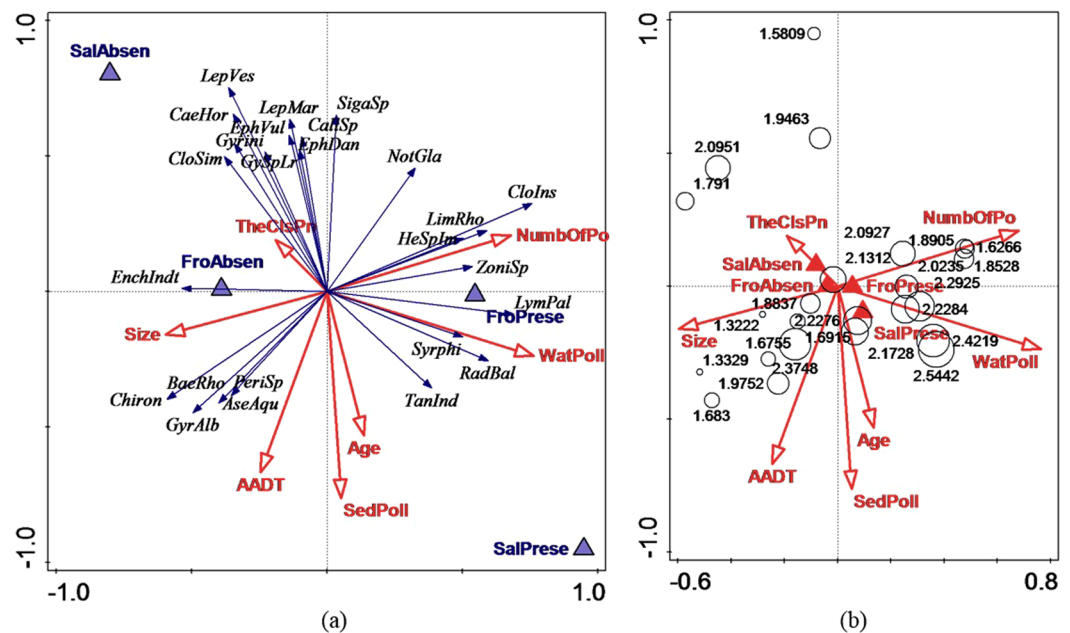 1.0
SalAbsen
LepVes
CaeHor
LepMar
SigaSp
EphVul
CallSp
Gyrini
EphDan
CloSim
GySpLr
NotGla
CloIns
TheClsPn
LimRho
NumbOfPo
HeSpIm
FroAbsen
ZoniSp
EnchIndt
LymPal
FroPrese
Size
Syrphi
WatPoll
RadBal
BaeRho
PeriSp
Chiron
AseAqu
TanInd
GyrAlb
Age
AADT
SedPoll
SalPrese
-1.0
-1.0
1.0
(a)
1.0
1.5809
1.9463
2.0951
1.791
TheClsPn
NumbOfPo
2.0927
1.8905
1.6266
2.1312
SalAbsen
2.0235
1.8528
FroAbsen
FroPrese
2.2925
1.8837
2.2284
1.3222
2.2276
SalPrese
Size
1.6755
1.6915
2.4219
2.1728
WatPoll
1.3329
2.3748
2.5442
1.9752
1.683
Age
AADT
SedPoll
-1.0
-0.6
0.8
(b)